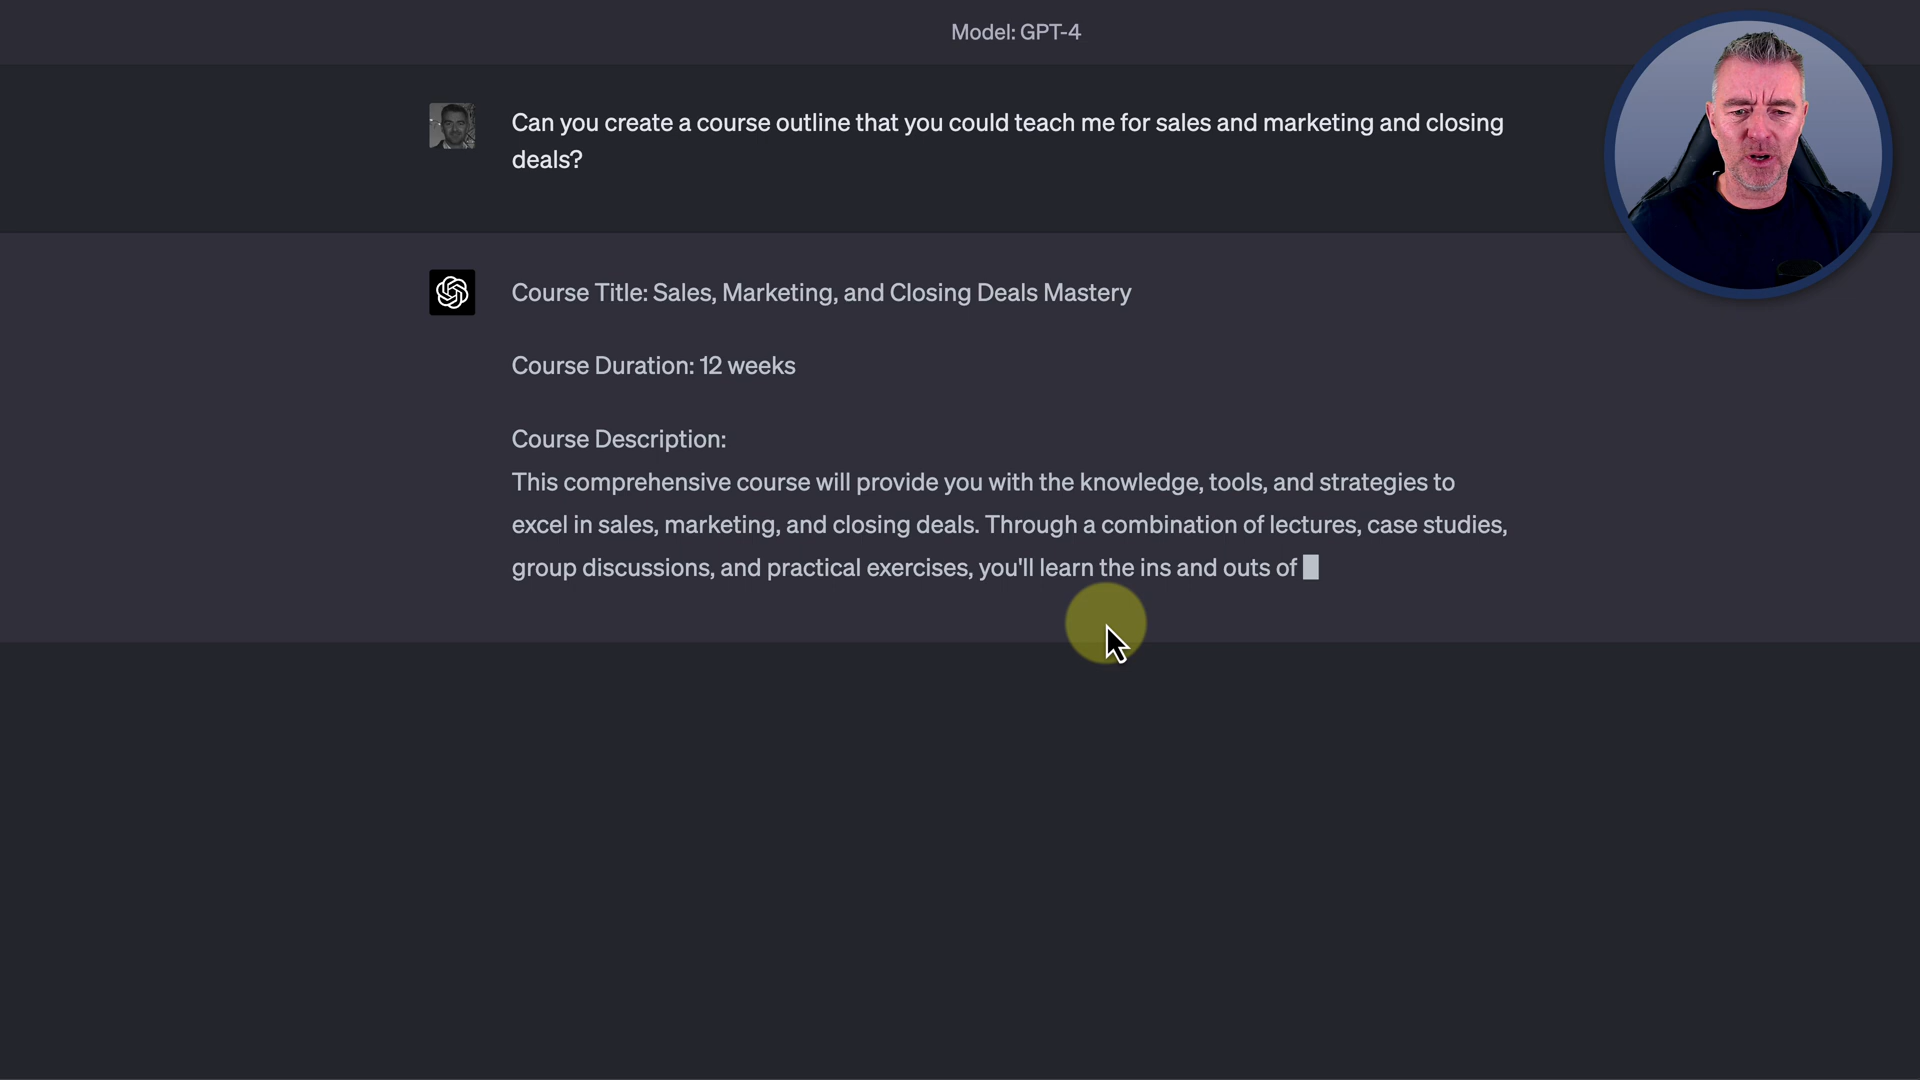 Model: GPT-4
Can you create a course outline that you could teach me for sales and marketing and closing
deals?
Course Title: Sales, Marketing, and Closing Deals Mastery
Course Duration: 12 weeks
Course Description:
This comprehensive course will provide you with the knowledge, tools, and strategies to
excel in sales, marketing, and closing deals. Through a combination of lectures, case studies,
group discussions, and practical exercises, you'll learn the ins and outs of